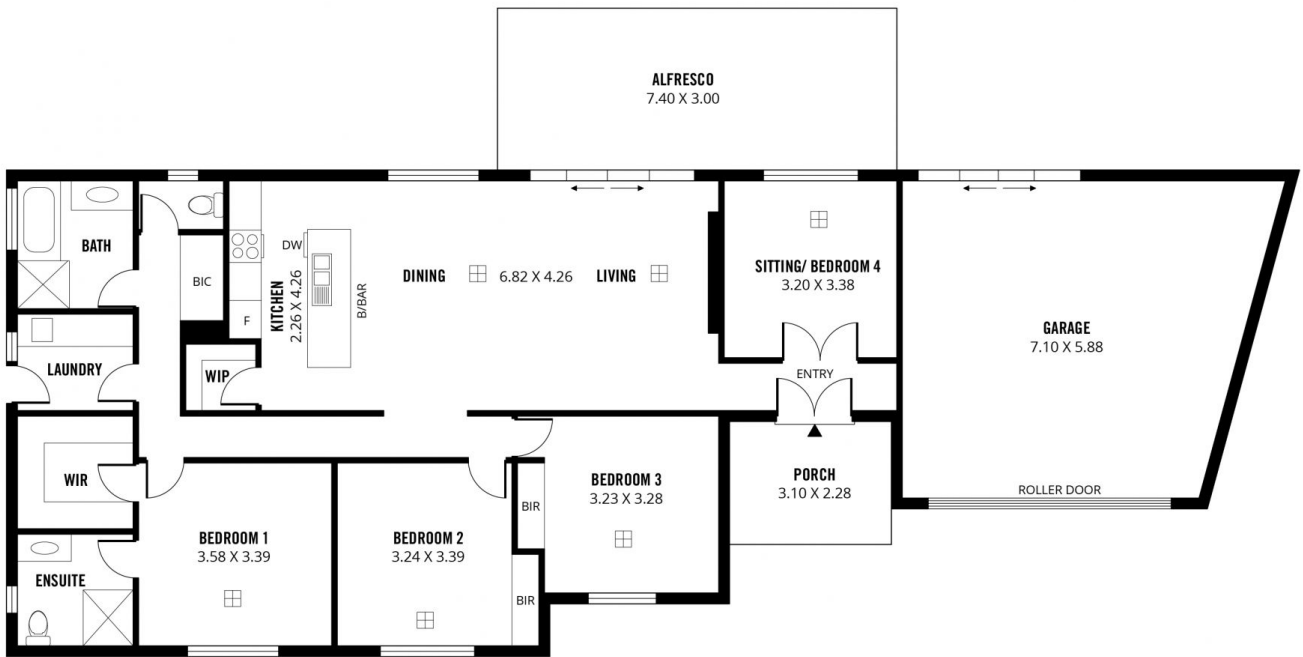 ALFRESCO
7.40 X 3.00
BATH
BIC
DW
KITCHEN
2.26 X 4.26
F
B/BAR
DINING
6.82 X 4.26
LIVING
SITTING/ BEDROOM 4
3.20 X 3.38
GARAGE
7.10 X 5.88
LAUNDRY
WIP
ENTRY
WIR
BEDROOM 1
3.58 X 3.39
BEDROOM 2
3.24 X 3.39
BIR
BEDROOM 3
3.23 X 3.28
PORCH
3.10 X 2.28
ROLLER DOOR
ENSUITE
BIR